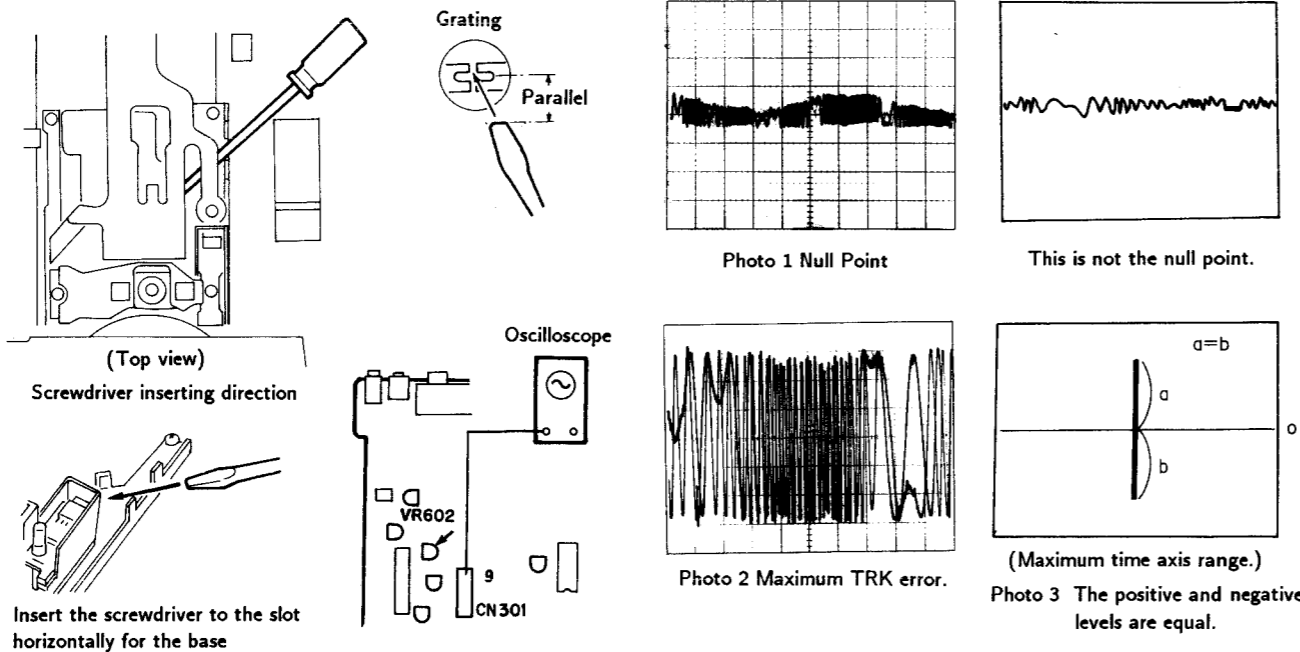 Grating
Parallel
(Top view)
Screwdriver inserting direction
Insert the screwdriver to the slot
horizontally for the base
Oscilloscope
VR602
9
CN301
Photo 1 Null Point
This is not the null point.
Photo 2 Maximum TRK error.
a=b
a
o
b
(Maximum time axis range.)
Photo 3 The positive and negative
levels are equal.